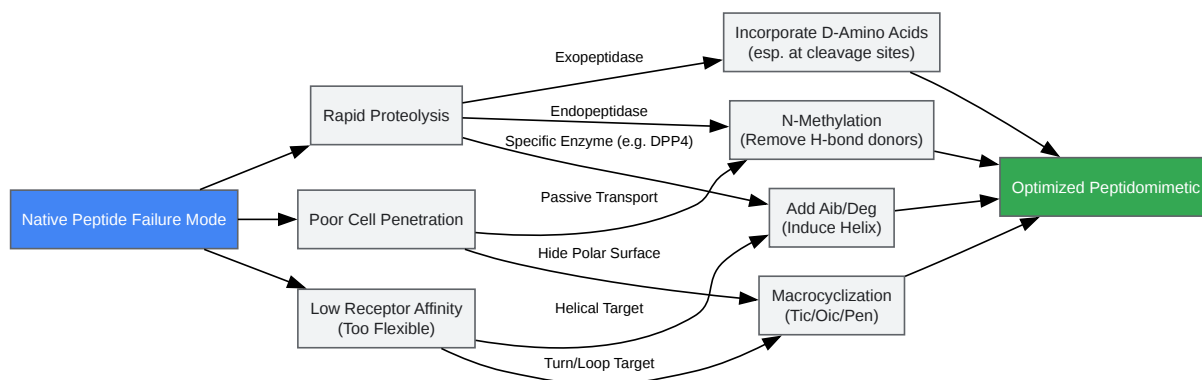 Incorporate D-Amino Acids
(esp. at cleavage sites)
Exopeptidase
Rapid Proteolysis
Endopeptidase
N-Methylation
(Remove H-bond donors)
Specific Enzyme (e.g. DPP4)
Optimized Peptidomimetic
Native Peptide Failure Mode
Poor Cell Penetration
Passive Transport
Add Aib/Deg
(Induce Helix)
Hide Polar Surface
Low Receptor Affinity
(Too Flexible)
Helical Target
Macrocyclization
(Tic/Oic/Pen)
Turn/Loop Target